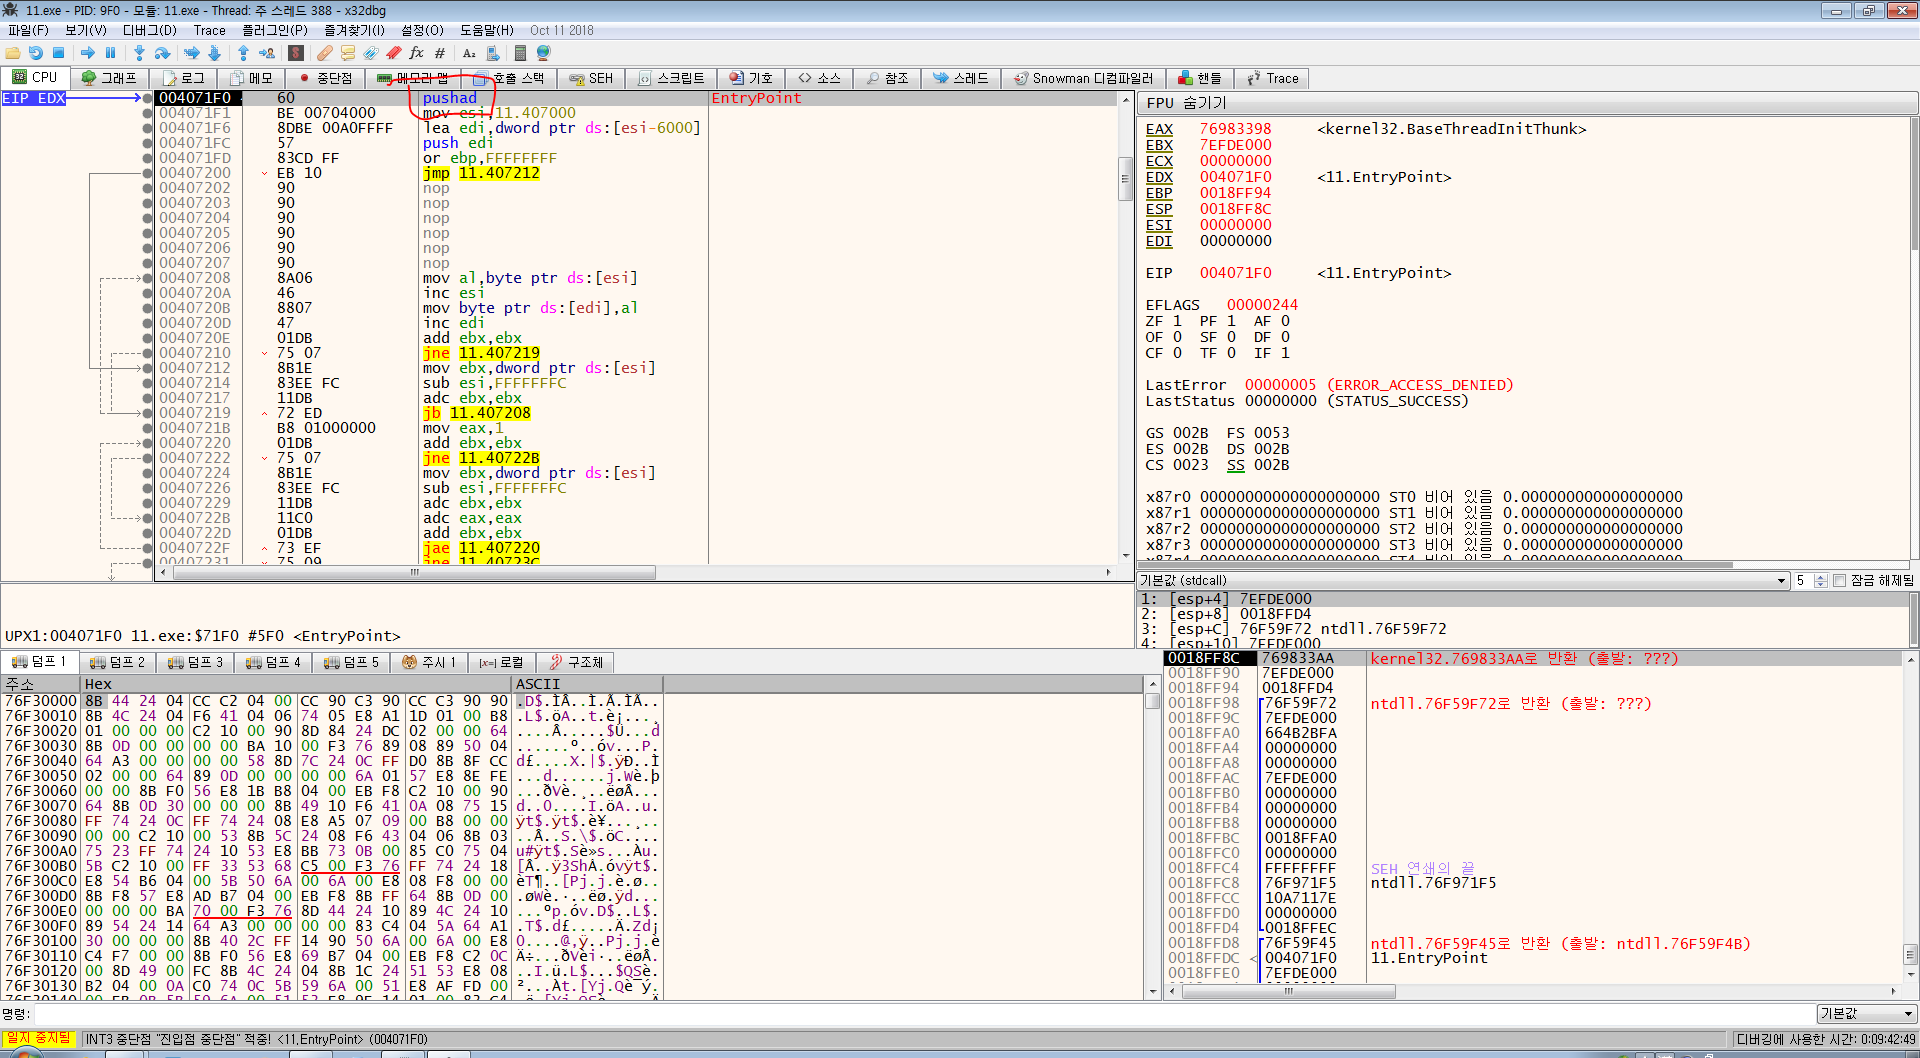 11.exe - PID: 9F0 - 모듈: 11.exe - Thread: 주 스레드 388 - x32dbg
파일(F) 보기(V) 디버그(D) Trace 플러그인(P) 즐겨찾기(I) 설정(O) 도움말(H) Oct 11 2018
CPU 그래프 로그 메모 중단점 메모리 맵 호출 스택 SEH 스크립트 기호 소스 참조 스레드 Snowman 디컴파일러 핸들 Trace
EIP EDX 004071F0 60 pushad EntryPoint
004071F1 BE 00704000 mov esi,11.407000
004071F6 8DBE 00A0FFFF lea edi,dword ptr ds:[esi-6000]
004071FC 57 push edi
004071FD 83CD FF or ebp,FFFFFFFF
00407200 EB 10 jmp 11.407212
00407202 90 nop
00407203 90 nop
00407204 90 nop
00407205 90 nop
00407206 90 nop
00407207 90 nop
00407208 8A06 mov al,byte ptr ds:[esi]
0040720A 46 inc esi
0040720B 8807 mov byte ptr ds:[edi],al
0040720D 47 inc edi
0040720E 01DB add ebx,ebx
00407210 75 07 jne 11.407219
00407212 8B1E mov ebx,dword ptr ds:[esi]
00407214 83EE FC sub esi,FFFFFFFC
00407217 11DB adc ebx,ebx
00407219 72 ED jb 11.407208
0040721B B8 01000000 mov eax,1
00407220 01DB add ebx,ebx
00407222 75 07 jne 11.40722B
00407224 8B1E mov ebx,dword ptr ds:[esi]
00407226 83EE FC sub esi,FFFFFFFC
00407229 11DB adc ebx,ebx
0040722B 11C0 adc eax,eax
0040722D 01DB add ebx,ebx
0040722F 73 EF jae 11.407220
00407231 75 09 jne 11.40723C
UPX1:004071F0 11.exe:$71F0 #5F0 <EntryPoint>
FPU 숨기기
EAX 76983398 <kernel32.BaseThreadInitThunk>
EBX 7EFDE000
ECX 00000000
EDX 004071F0 <11.EntryPoint>
EBP 0018FF94
ESP 0018FF8C
ESI 00000000
EDI 00000000
EIP 004071F0 <11.EntryPoint>
EFLAGS 00000244
ZF 1 PF 1 AF 0
OF 0 SF 0 DF 0
CF 0 TF 0 IF 1
LastError 00000005 (ERROR_ACCESS_DENIED)
LastStatus 00000000 (STATUS_SUCCESS)
GS 002B FS 0053
ES 002B DS 002B
CS 0023 SS 002B
x87r0 00000000000000000000 ST0 비어 있음 0.000000000000000000
x87r1 00000000000000000000 ST1 비어 있음 0.000000000000000000
x87r2 00000000000000000000 ST2 비어 있음 0.000000000000000000
x87r3 00000000000000000000 ST3 비어 있음 0.000000000000000000
기본값 (stdcall) 5 잠금 해제됨
1: [esp+4] 7EFDE000
2: [esp+8] 0018FFD4
3: [esp+C] 76F59F72 ntdll.76F59F72
4: [esp+10] 7EFDE000
덤프 1 덤프 2 덤프 3 덤프 4 덤프 5 주시 1 [x=] 로컬 구조체
주소 Hex ASCII
76F30000 8B 44 24 04 CC C2 04 00 CC 90 C3 90 CC C3 90 90
76F30010 8B 4C 24 04 F6 41 04 06 74 05 E8 A1 1D 01 00 B8
76F30020 01 00 00 00 C2 10 00 90 8D 84 24 DC 02 00 00 64
76F30030 8B 0D 00 00 00 00 BA 10 00 F3 76 89 08 89 50 04
76F30040 64 A3 00 00 00 00 58 8D 7C 24 0C FF D0 8B 8F CC
76F30050 02 00 00 64 89 0D 00 00 00 00 6A 01 57 E8 8E FE
76F30060 00 00 8B F0 56 E8 1B B8 04 00 EB F8 C2 10 00 90
76F30070 64 8B 0D 30 00 00 00 8B 49 10 F6 41 0A 08 75 15
76F30080 FF 74 24 0C FF 74 24 08 E8 A5 07 09 00 B8 00 00
76F30090 00 00 C2 10 00 53 8B 5C 24 08 F6 43 04 06 8B 03
76F300A0 75 23 FF 74 24 10 53 E8 BB 73 0B 00 85 C0 75 04
76F300B0 5B C2 10 00 FF 33 53 68 C5 00 F3 76 FF 74 24 18
76F300C0 E8 54 B6 04 00 5B 50 6A 00 6A 00 E8 08 F8 00 00
76F300D0 8B F8 57 E8 AD B7 04 00 EB F8 8B FF 64 8B 0D 00
76F300E0 00 00 00 BA 70 00 F3 76 8D 44 24 10 89 4C 24 10
76F300F0 89 54 24 14 64 A3 00 00 00 00 83 C4 04 5A 64 A1
76F30100 30 00 00 00 8B 40 2C FF 14 90 50 6A 00 6A 00 E8
76F30110 C4 F7 00 00 8B F0 56 E8 69 B7 04 00 EB F8 C2 0C
76F30120 00 8D 49 00 FC 8B 4C 24 04 8B 1C 24 51 53 E8 08
76F30130 B2 04 00 0A C0 74 0C 5B 59 6A 00 51 E8 AF FD 00
0018FF8C 769833AA kernel32.769833AA로 반환 (출발: ???)
0018FF90 7EFDE000
0018FF94 0018FFD4
0018FF98 76F59F72 ntdll.76F59F72로 반환 (출발: ???)
0018FF9C 7EFDE000
0018FFA0 664B2BFA
0018FFA4 00000000
0018FFA8 00000000
0018FFAC 7EFDE000
0018FFB0 00000000
0018FFB4 00000000
0018FFB8 00000000
0018FFBC 0018FFA0
0018FFC0 00000000
0018FFC4 FFFFFFFF SEH 연쇄의 끝
0018FFC8 76F971F5 ntdll.76F971F5
0018FFCC 10A7117E
0018FFD0 00000000
0018FFD4 0018FFEC
0018FFD8 76F59F45 ntdll.76F59F45로 반환 (출발: ntdll.76F59F4B)
0018FFDC 004071F0 11.EntryPoint
0018FFE0 7EFDE000
명령: 기본값
일지 중지됨 INT3 중단점 "진입점 중단점" 적중! <11.EntryPoint> (004071F0) 디버깅에 사용한 시간: 0:09:42:49